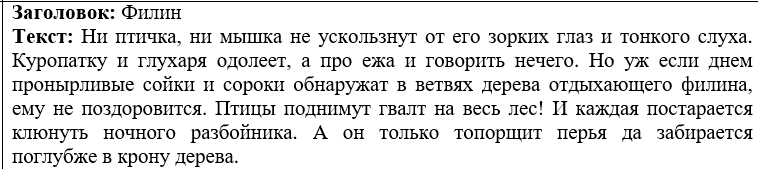 Заголовок: Филин
Текст: Ни птичка, ни мышка не ускользнут от его зорких глаз и тонкого слуха.
Куропатку и глухаря одолеет, а про ежа и говорить нечего. Но уж если днем
пронырливые сойки и сороки обнаружат в ветвях дерева отдыхающего филина,
ему не поздоровится. Птицы поднимут гвалт на весь лес! И каждая постарается
клюнуть ночного разбойника. А он только топорщит перья да забирается
поглубже в крону дерева.